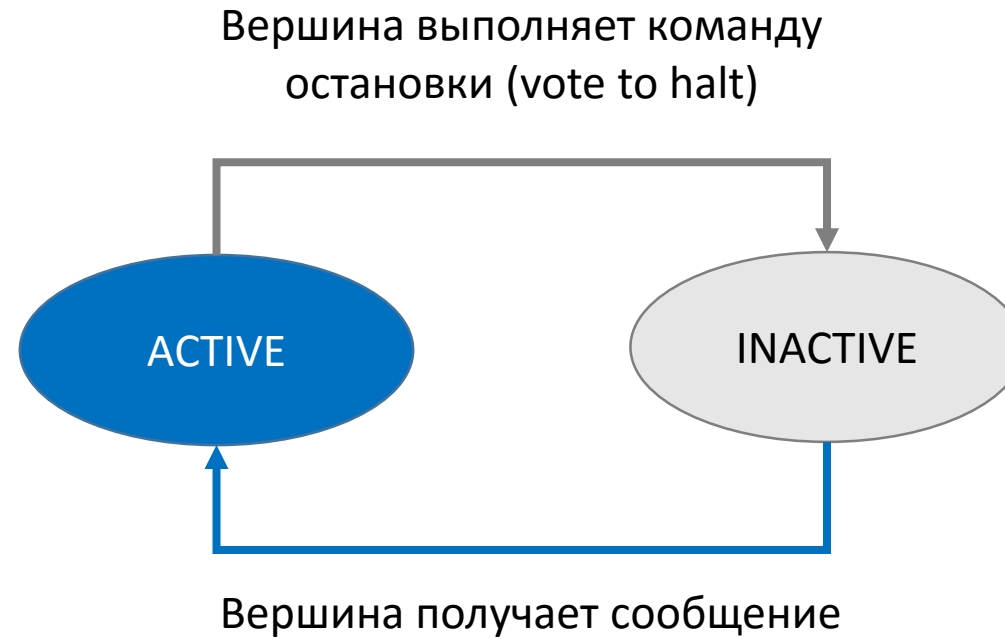 Вершина выполняет команду
остановки (vote to halt)
ACTIVE
INACTIVE
Вершина получает сообщение